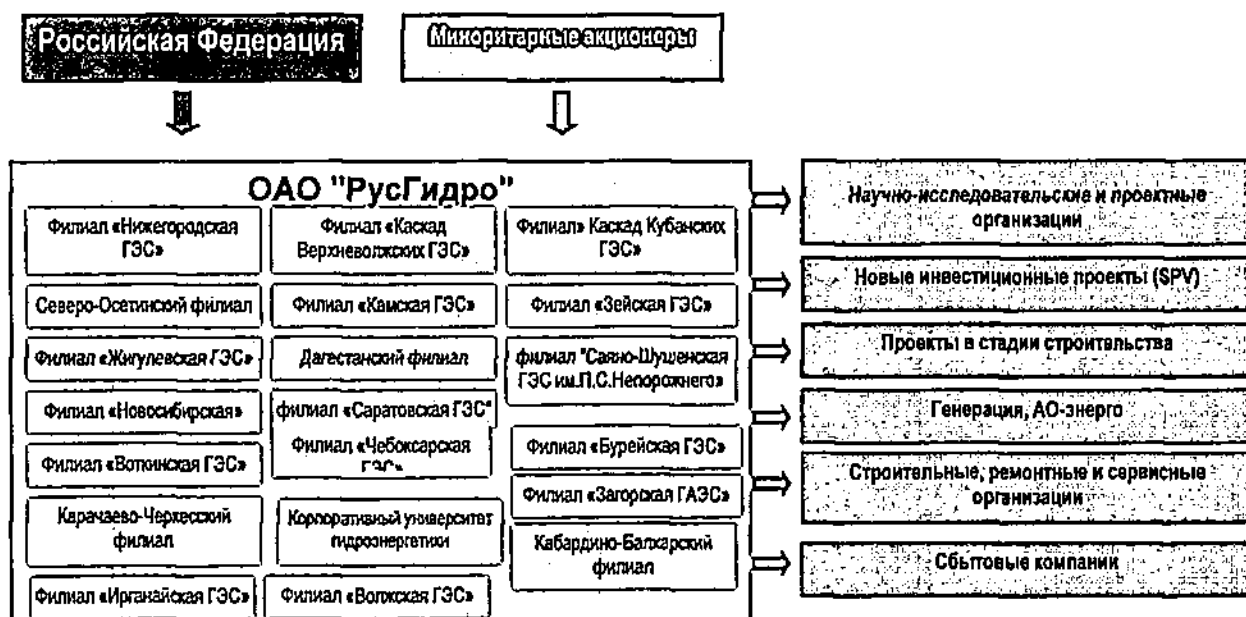 Российская Федерация
Миноритарные акционеры
ОАО "РусГидро"
Филиал «Нижегородская
ГЭС»
Филиал «Каскад
Верхневолжских ГЭС»
Филиал» Каскад Кубанских
ГЭС»
Северо-Осетинский филиал
Филиал «Камская ГЭС»
Филиал «Зейская ГЭС»
Филиал «Жигулевская ГЭС»
Дагестанский филиал
филиал "Саяно-Шушенская
ГЭС им.П.С.Непорожнего»
Филиал «Новосибирская»
филиал «Саратовская ГЭС"
Филиал «Чебоксарская
ГЭС»
Филиал «Бурейская ГЭС»
Филиал «Воткинская ГЭС»
Филиал «Загорская ГАЭС»
Карачаево-Черкесский
филиал
Корпоративный университет
гидроэнергетики
Кабардино-Балкарский
филиал
Филиал «Ирганайская ГЭС»
Филиал «Волжская ГЭС»
Научно-исследовательские и проектные
организации
Новые инвестиционные проекты (SPV)
Проекты в стадии строительства
Генерация, АО-энерго
Строительные, ремонтные и сервисные
организации
Сбытовые компании